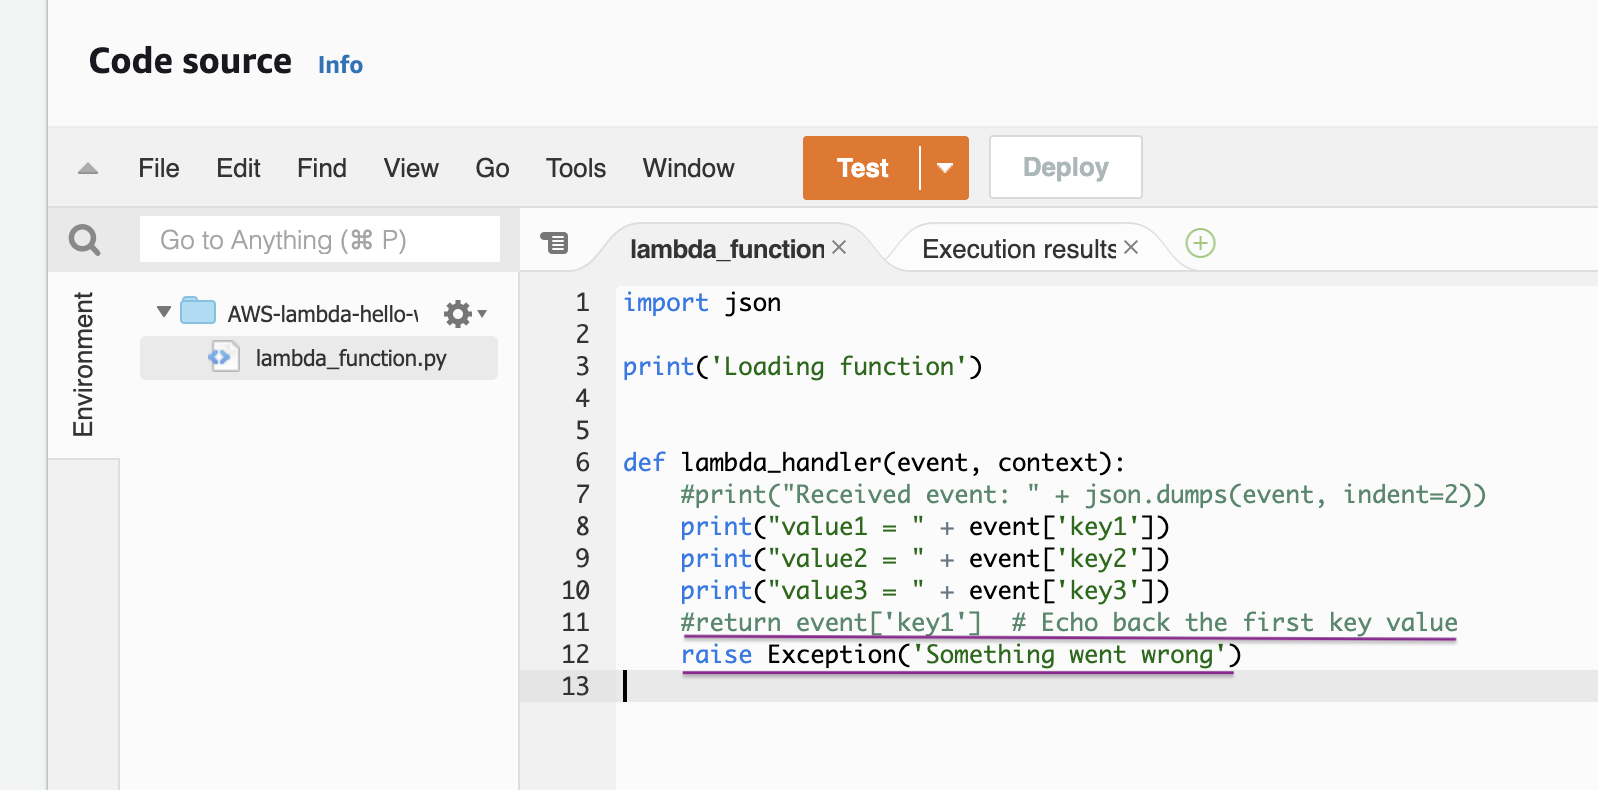 Code source Info
File Edit Find View Go Tools Window Test Deploy
Go to Anything (⌘ P)
lambda_function Execution results
Environment
AWS-lambda-hello-
lambda_function.py
1 import json
2
3 print('Loading function')
4
5
6 def lambda_handler(event, context):
7 #print("Received event: " + json.dumps(event, indent=2))
8 print("value1 = " + event['key1'])
9 print("value2 = " + event['key2'])
10 print("value3 = " + event['key3'])
11 #return event['key1']  # Echo back the first key value
12 raise Exception('Something went wrong')
13